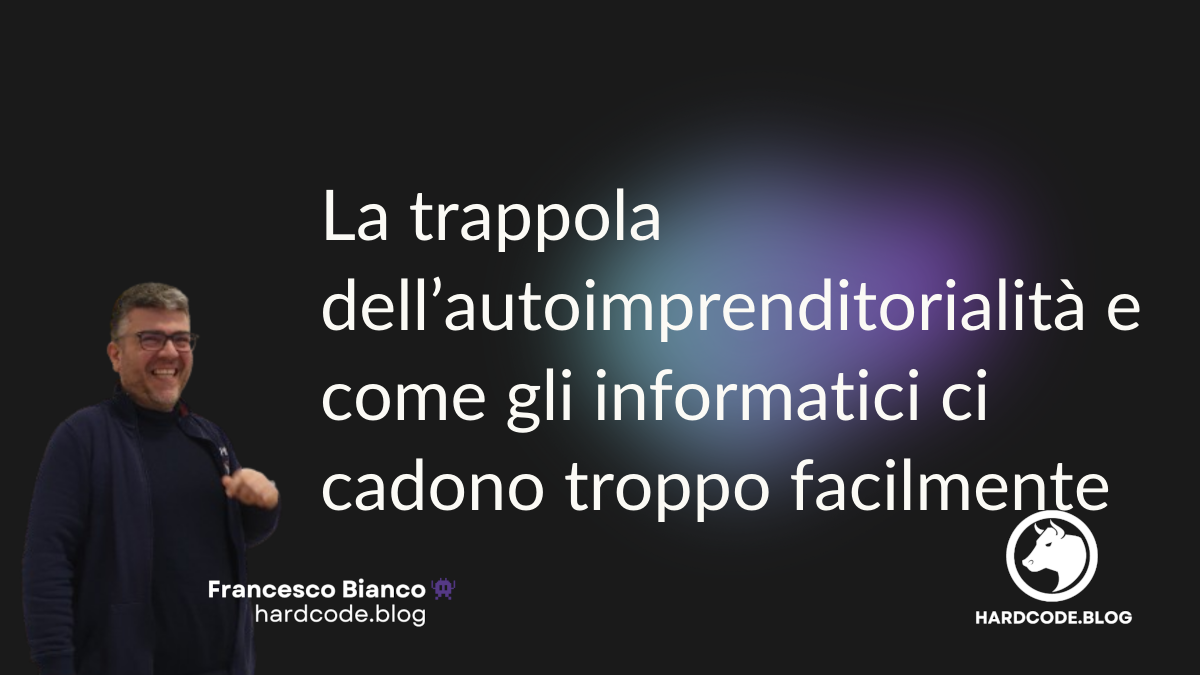 La trappola
dell’autoimprenditorialità e
come gli informatici ci
cadono troppo facilmente
Francesco Bianco
hardcode.blog
HARDCODE.BLOG